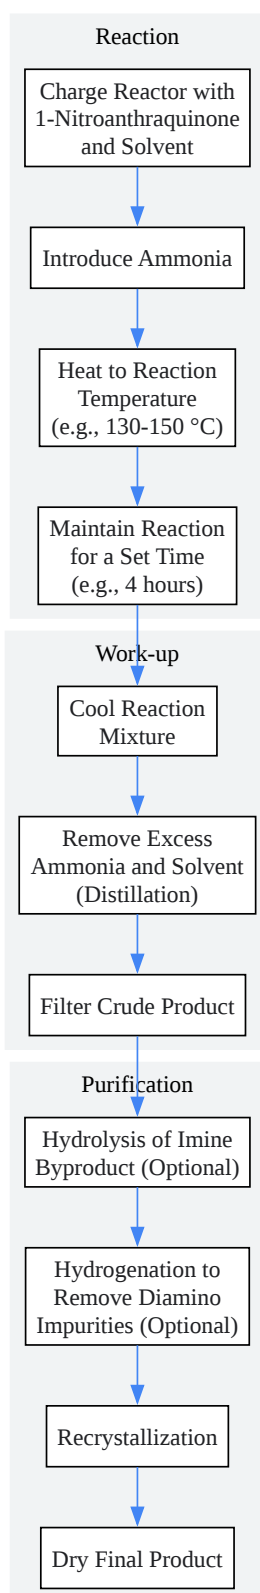 Reaction
Charge Reactor with
1-Nitroanthraquinone
and Solvent
Introduce Ammonia
Heat to Reaction
Temperature
(e.g., 130-150 °C)
Maintain Reaction
for a Set Time
(e.g., 4 hours)
Work-up
Cool Reaction
Mixture
Remove Excess
Ammonia and Solvent
(Distillation)
Filter Crude Product
Purification
Hydrolysis of Imine
Byproduct (Optional)
Hydrogenation to
Remove Diamino
Impurities (Optional)
Recrystallization
Dry Final Product